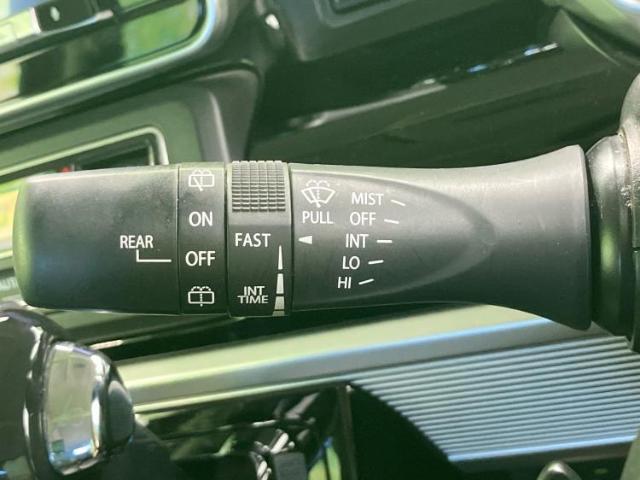 REAR
ON
OFF
FAST
INT
TIME
PULL
MIST
OFF
INT
LO
HI